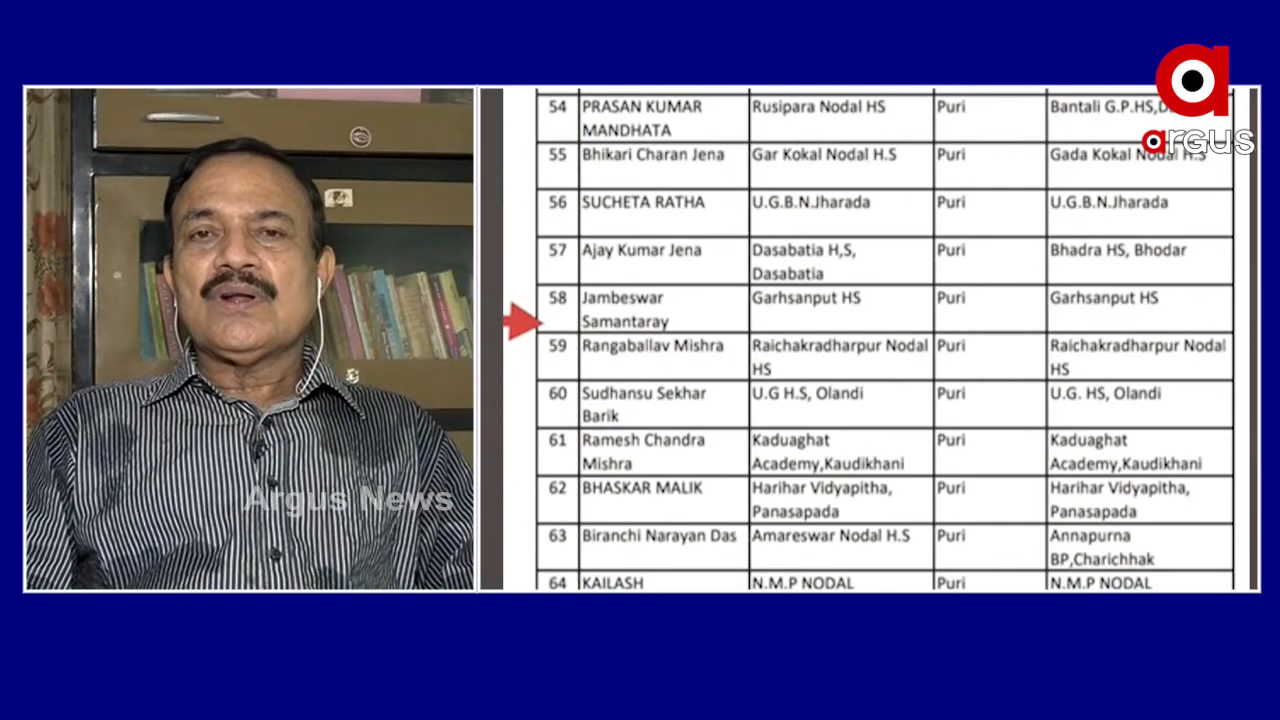 argus
Argus News
54 PRASAN KUMAR Rusipara Nodal HS Puri Bantali G.P.HS,
MANDHATA
55 Bhikari Charan Jena Gar Kokal Nodal H.S Puri Gada Kokal Nodal H.S
56 SUCHETA RATHA U.G.B.N.Jharada Puri U.G.B.N.Jharada
57 Ajay Kumar Jena Dasabatia H,S, Puri Bhadra HS, Bhodar
Dasabatia
58 Jambeswar Garhsanput HS Puri Garhsanput HS
Samantaray
59 Rangaballav Mishra Raichakradharpur Nodal Puri Raichakradharpur Nodal
HS HS
60 Sudhansu Sekhar U.G H.S, Olandi Puri U.G. HS, Olandi
Barik
61 Ramesh Chandra Kaduaghat Puri Kaduaghat
Mishra Academy,Kaudikhani Academy,Kaudikhani
62 BHASKAR MALIK Harihar Vidyapitha, Puri Harihar Vidyapitha,
Panasapada Panasapada
63 Biranchi Narayan Das Amareswar Nodal H.S Puri Annapurna
BP,Charichhak
64 KAILASH N.M.P NODAL Puri N.M.P NODAL